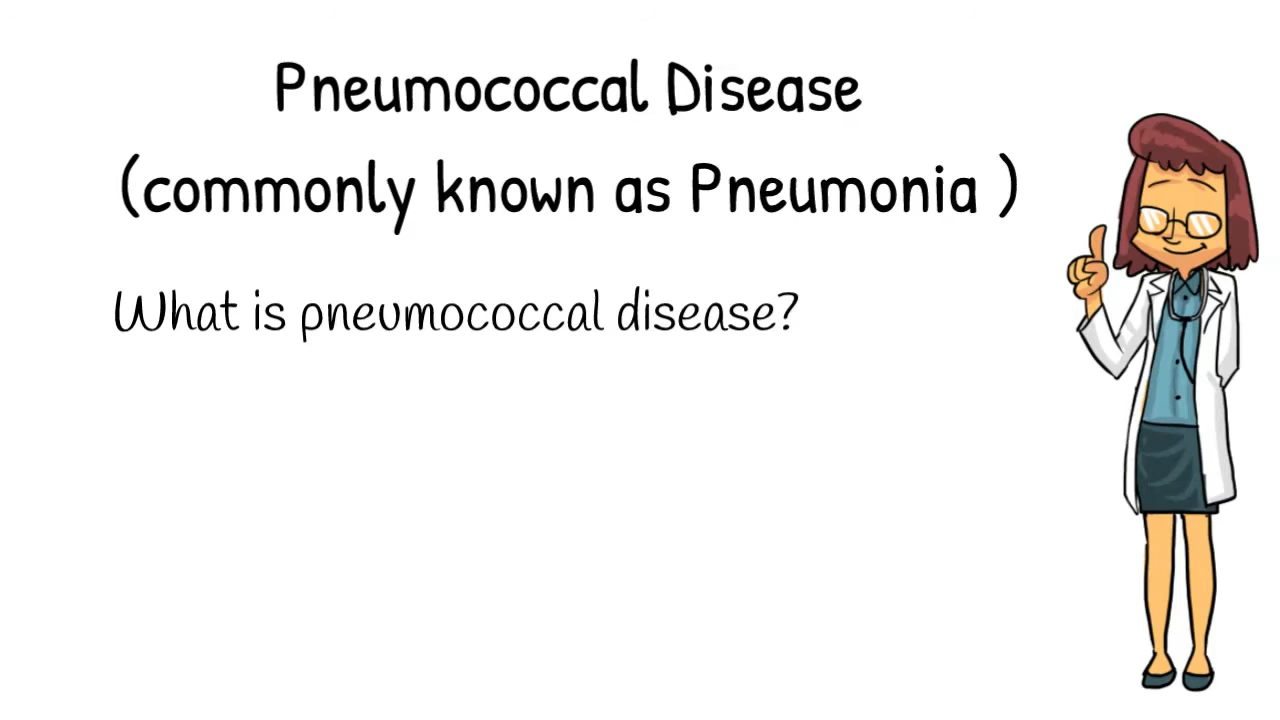 Pneumococcal Disease
(commonly known as Pneumonia )
What is pneumococcal disease?